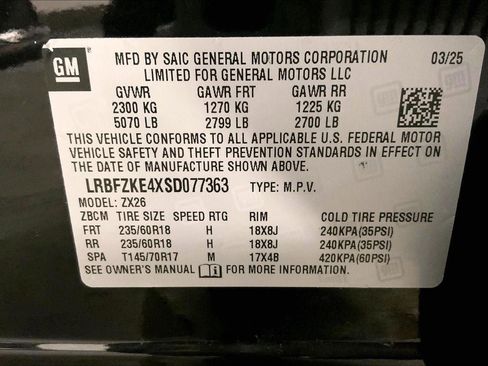 GM
MFD BY SAIC GENERAL MOTORS CORPORATION 03/25
LIMITED FOR GENERAL MOTORS LLC
GVWR GAWR FRT GAWR RR
2300 KG 1270 KG 1225 KG
5070 LB 2799 LB 2700 LB
THIS VEHICLE CONFORMS TO ALL APPLICABLE U.S. FEDERAL MOTOR
VEHICLE SAFETY AND BUMPER STANDARDS IN EFFECT ON
THE DATE OF MANUFACTURE SHOWN ABOVE.
LRBFZKE4XSD077363 TYPE: M.P.V.
MODEL: ZX26
ZBCM TIRE SIZE SPEED RTG RIM COLD TIRE PRESSURE
FRT 235/60R18 H 18X8J 240KPA(35PSI)
RR 235/60R18 H 18X8J 240KPA(35PSI)
SPA T145/70R17 M 17X4B 420KPA(60PSI)
SEE OWNER'S MANUAL FOR MORE INFORMATION.